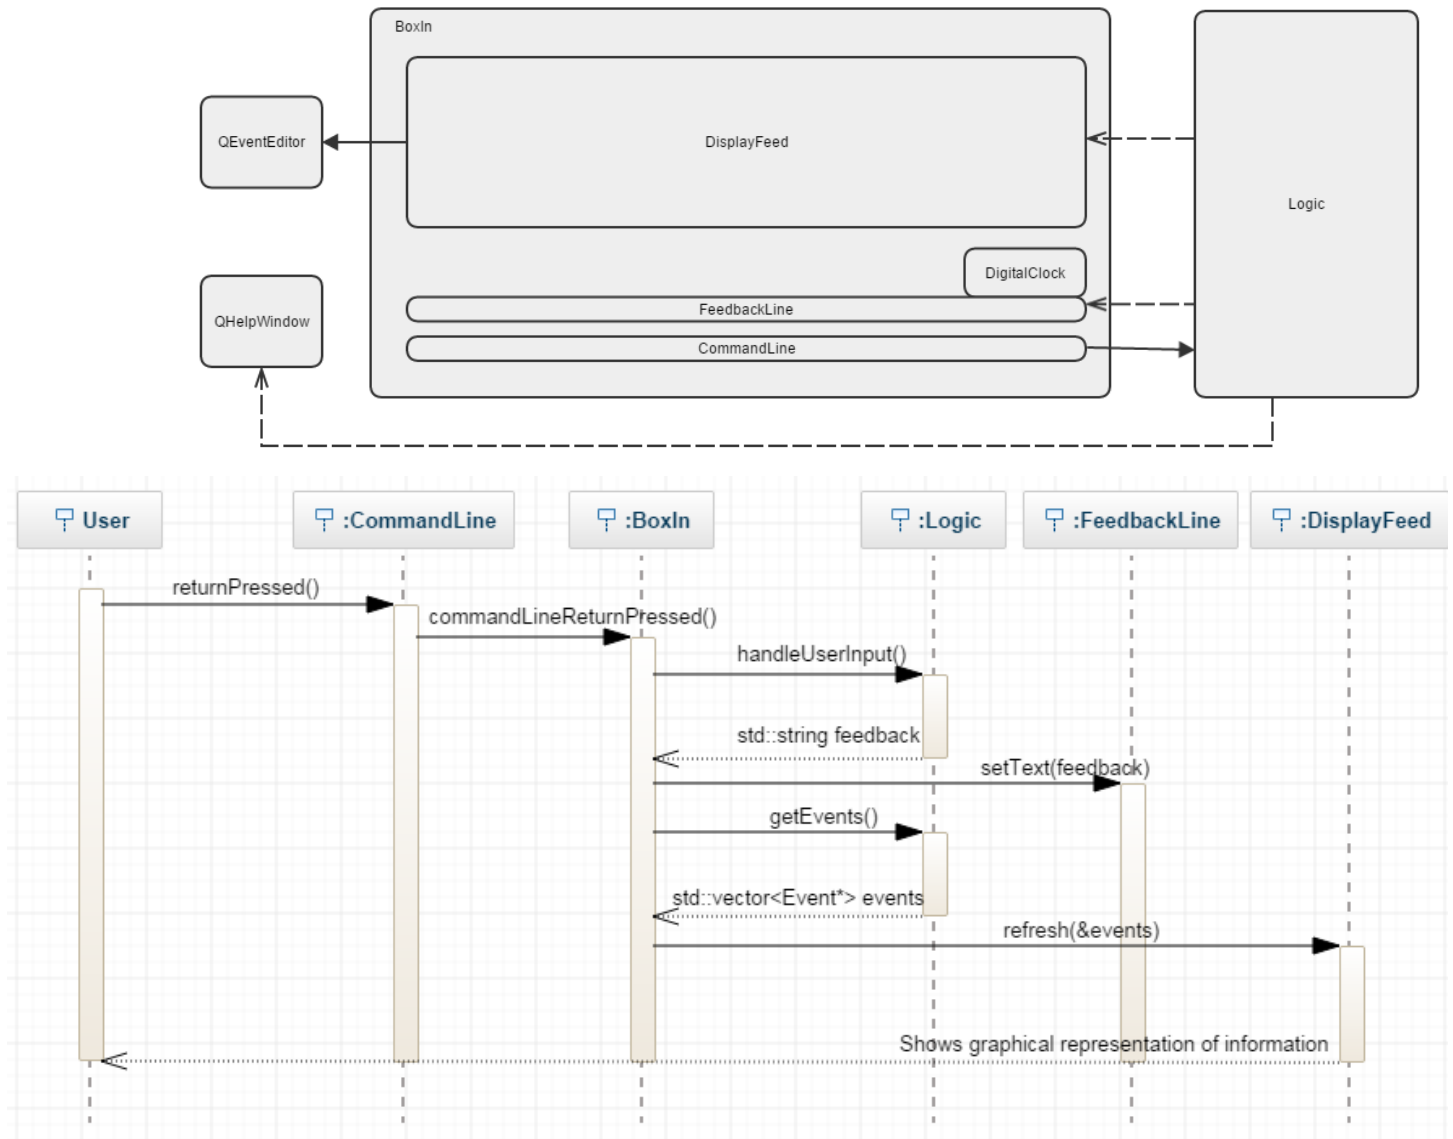 BoxIn
QEventEditor
DisplayFeed
Logic
DigitalClock
QHelpWindow
FeedbackLine
CommandLine
User
:CommandLine
:BoxIn
:Logic
:FeedbackLine
:DisplayFeed
returnPressed()
commandLineReturnPressed()
handleUserInput()
std::string feedback
setText(feedback)
getEvents()
std::vector<Event*> events
refresh(&events)
Shows graphical representation of information